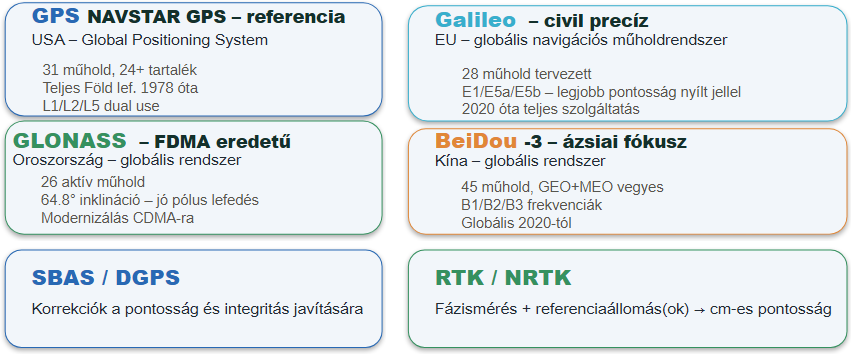 GPS NAVSTAR GPS – referencia
USA – Global Positioning System
31 műhold, 24+ tartalék
Teljes Föld lef. 1978 óta
L1/L2/L5 dual use
Galileo – civil precíz
EU – globális navigációs műholdrendszer
28 műhold tervezett
E1/E5a/E5b – legjobb pontosság nyílt jellel
2020 óta teljes szolgáltatás
GLONASS – FDMA eredetű
Oroszország – globális rendszer
26 aktív műhold
64.8° inklináció – jó pólus lefedés
Modernizálás CDMA-ra
BeiDou -3 – ázsiai fókusz
Kína – globális rendszer
45 műhold, GEO+MEO vegyes
B1/B2/B3 frekvenciák
Globális 2020-tól
SBAS / DGPS
Korrekciók a pontosság és integritás javítására
RTK / NRTK
Fázismérés + referenciaállomás(ok) → cm-es pontosság